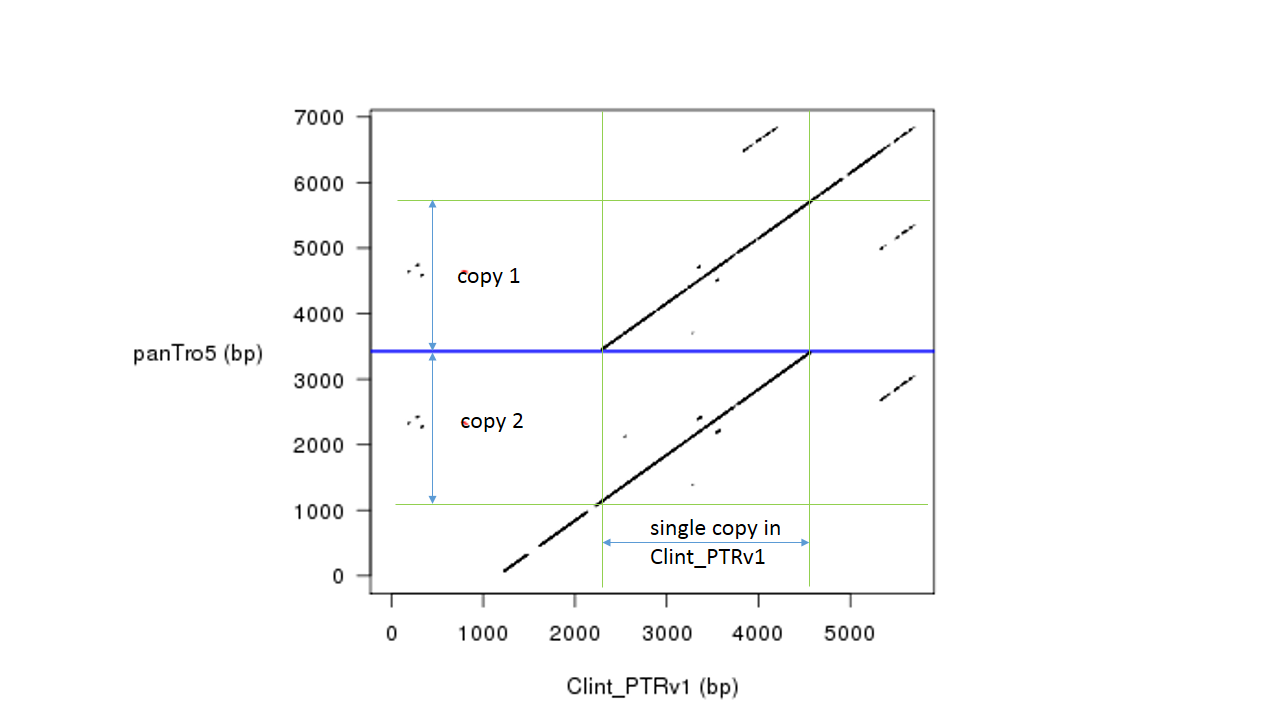 7000
6000
5000
copy 1
4000
panTro5 (bp)
3000
copy 2
2000
1000
single copy in
Clint_PTRv1
0
0 1000 2000 3000 4000 5000
Clint_PTRv1 (bp)